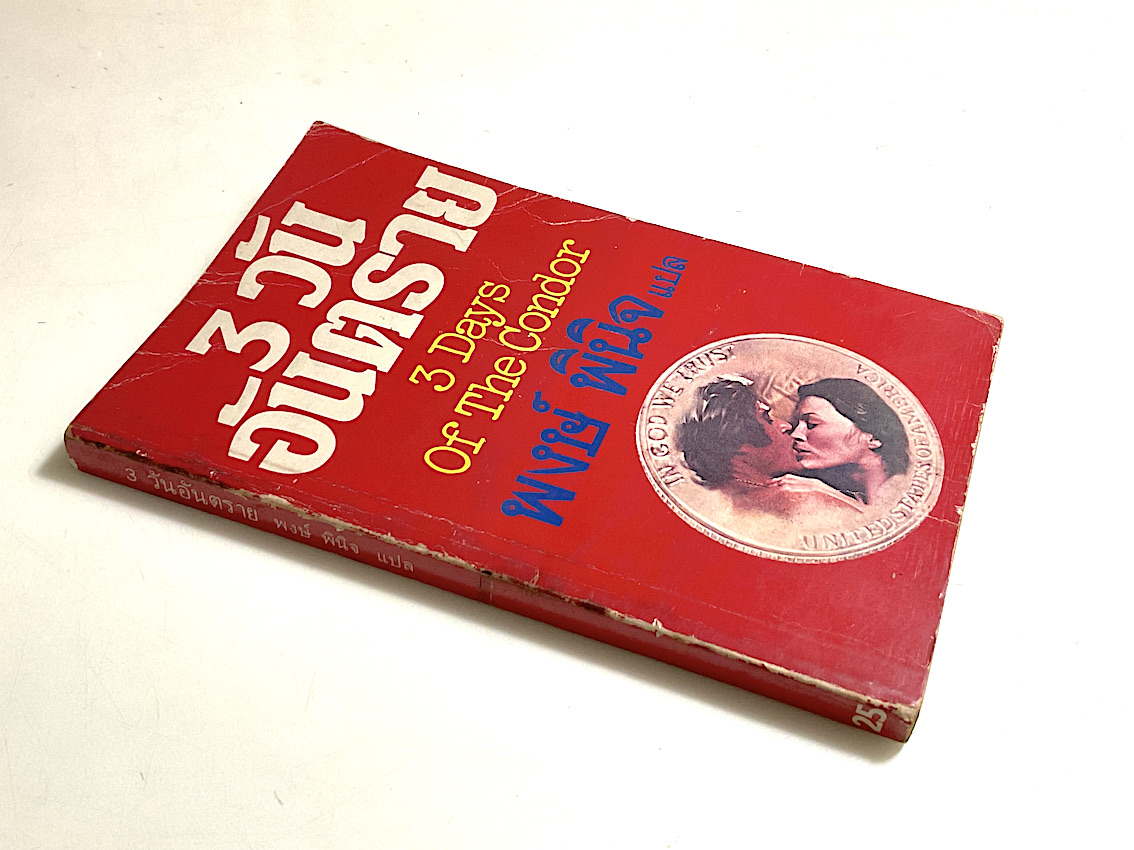 3 วัน
อันตราย
3 Days
Of The Condor
พงษ์ พินิจ แปล
IN GOD WE TRUST
UNITED STATES OF AMERICA
3 วันอันตราย พงษ์ พินิจ แปล
25